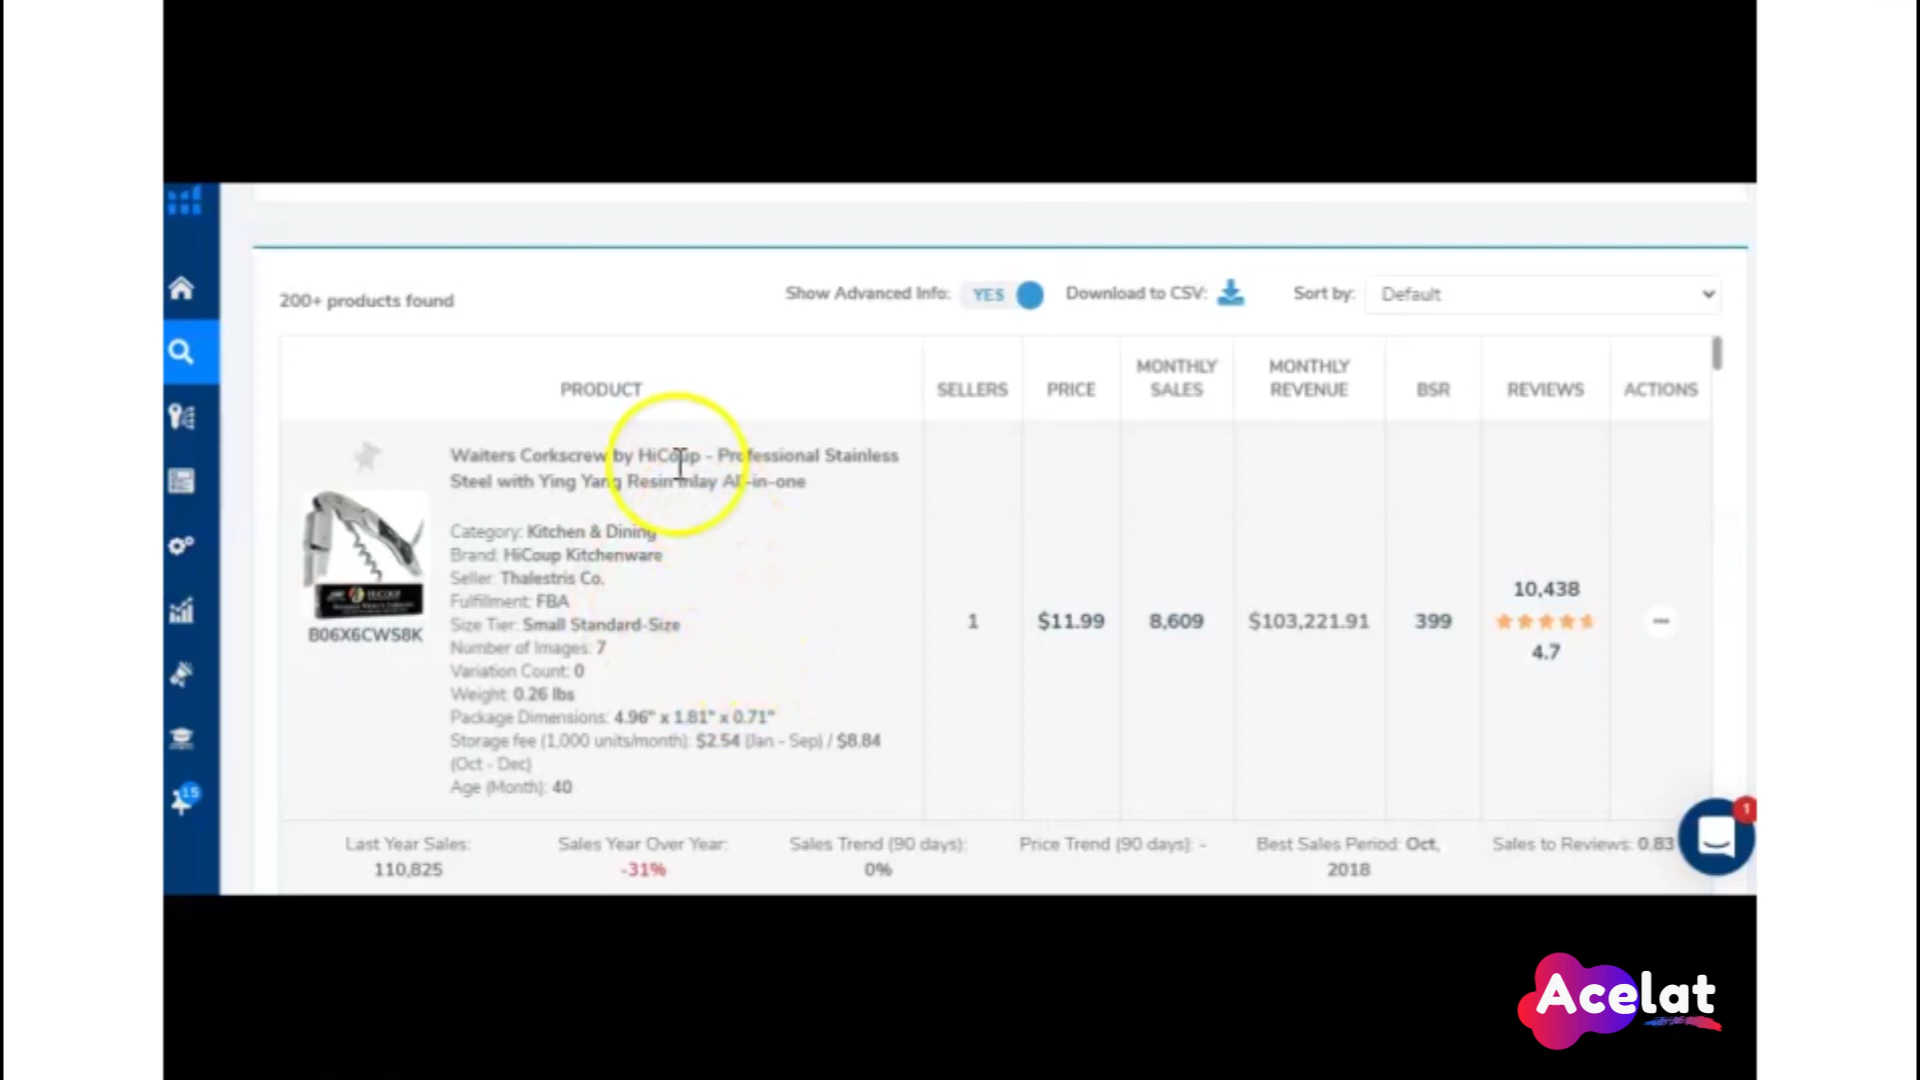 200+ products found
Show Advanced Info: YES
Download to CSV:
Sort by: Default
PRODUCT
SELLERS
PRICE
MONTHLY
SALES
MONTHLY
REVENUE
BSR
REVIEWS
ACTIONS
Waiters Corkscrew by HiCoup - Professional Stainless
Steel with Ying Yang Resin Inlay All-in-one
Category: Kitchen & Dining
Brand: HiCoup Kitchenware
Seller: Thalestris Co.
Fulfillment: FBA
Size Tier: Small Standard-Size
Number of Images: 7
Variation Count: 0
Weight: 0.26 lbs
Package Dimensions: 4.96" x 1.81" x 0.71"
Storage fee (1,000 units/month): $2.54 (Jan - Sep) / $8.84
(Oct - Dec)
Age (Month): 40
HICOUP
B06X6CWS8K
1
$11.99
8,609
$103,221.91
399
10,438
4.7
Last Year Sales:
110,825
Sales Year Over Year:
-31%
Sales Trend (90 days):
0%
Price Trend (90 days): -
Best Sales Period: Oct,
2018
Sales to Reviews: 0.83
15
1
Acelat